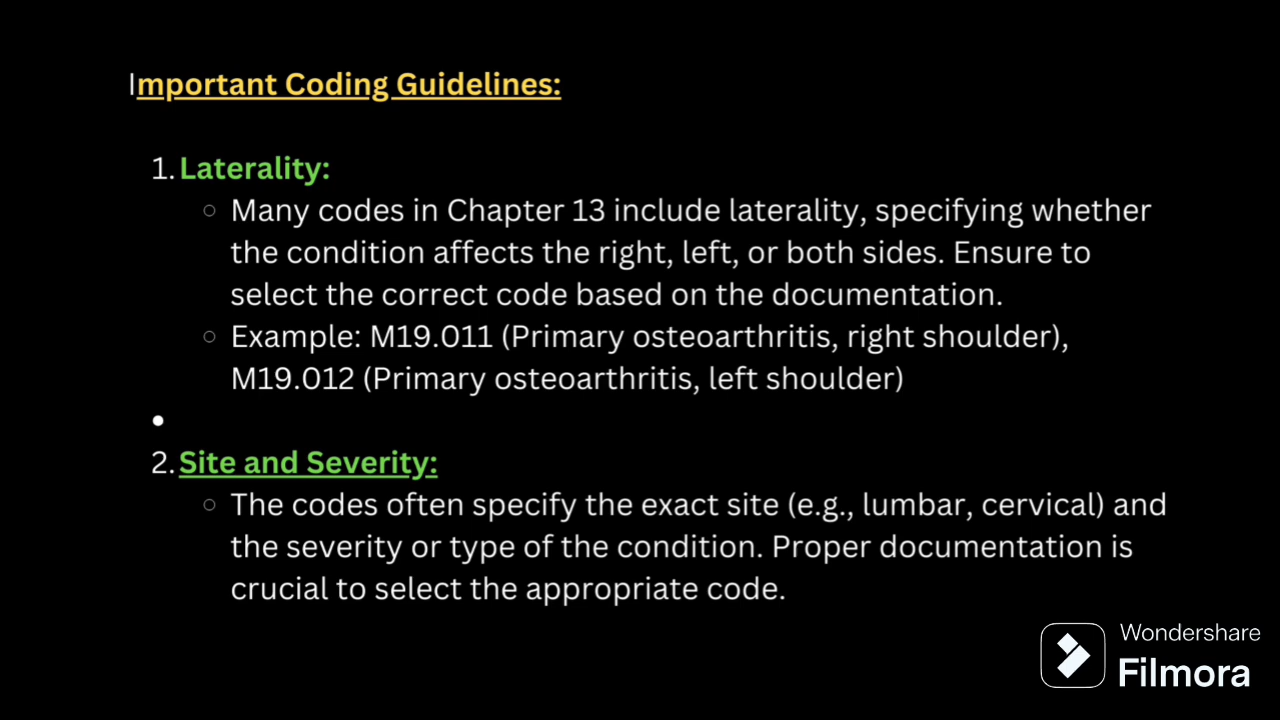 Important Coding Guidelines:
1. Laterality:
○ Many codes in Chapter 13 include laterality, specifying whether
the condition affects the right, left, or both sides. Ensure to
select the correct code based on the documentation.
○ Example: M19.011 (Primary osteoarthritis, right shoulder),
M19.012 (Primary osteoarthritis, left shoulder)
•
2. Site and Severity:
○ The codes often specify the exact site (e.g., lumbar, cervical) and
the severity or type of the condition. Proper documentation is
crucial to select the appropriate code.
Wondershare
Filmora